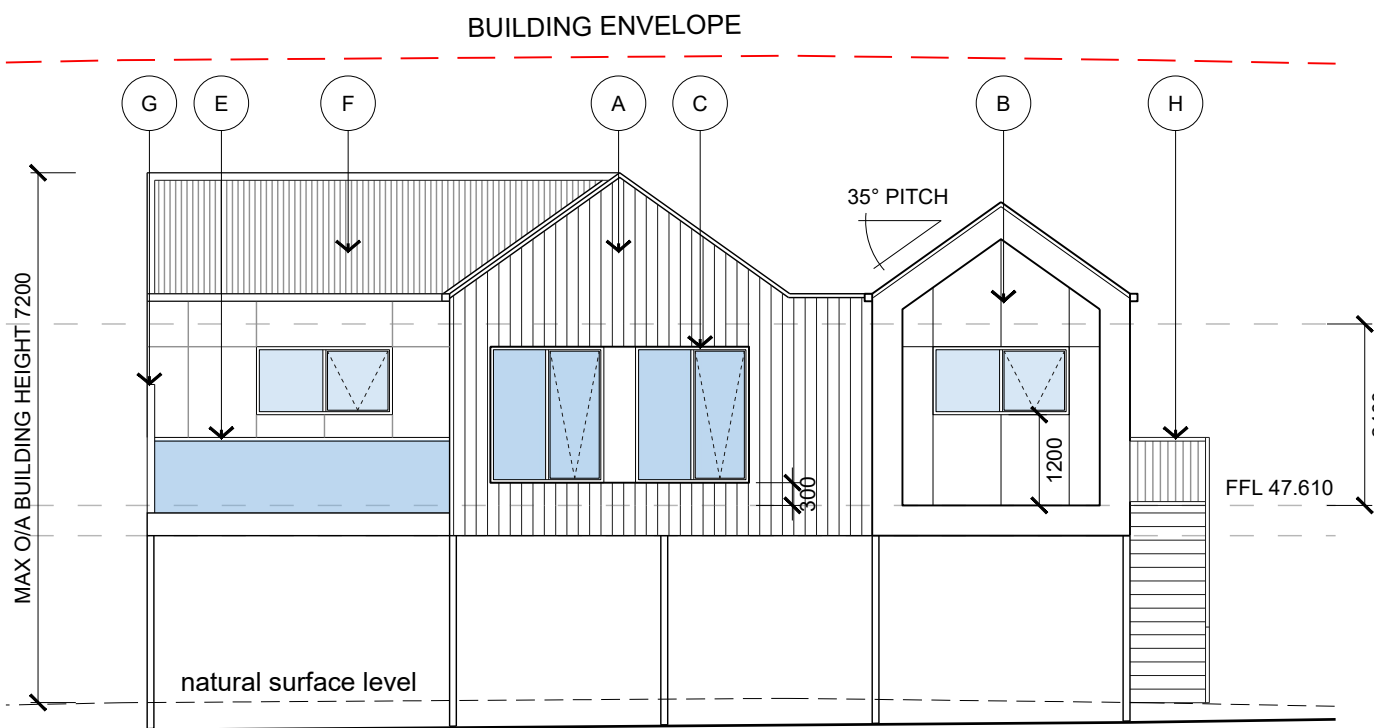 BUILDING ENVELOPE
G E F A C B H
35° PITCH
MAX O/A BUILDING HEIGHT 7200
1200
300
FFL 47.610
natural surface level